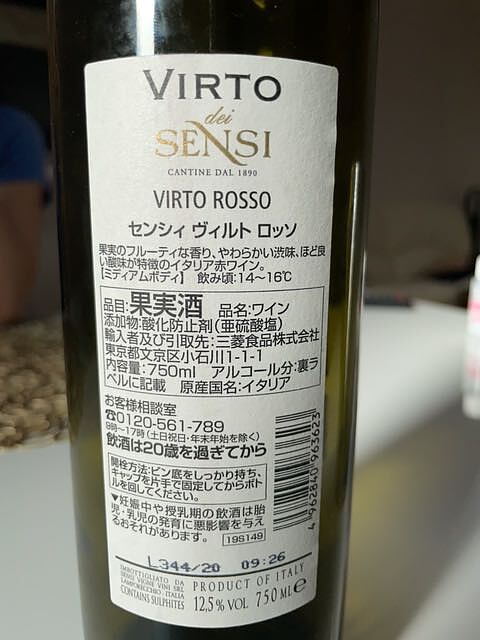 VIRTO
dei
SENSI
CANTINE DAL 1890
VIRTO ROSSO
センシィ ヴィルト ロッソ
果実のフルーティな香り、やわらかい渋味、ほど良
い酸味が特徴のイタリア赤ワイン。
【ミディアムボディ】 飲み頃:14～16℃
品目:果実酒 品名:ワイン
添加物:酸化防止剤(亜硫酸塩)
輸入者及び引取先:三菱食品株式会社
東京都文京区小石川1-1-1
内容量:750ml アルコール分:裏ラ
ベルに記載 原産国名:イタリア
お客様相談室
☎0120-561-789
9時～17時(土日祝日・年末年始を除く)
飲酒は20歳を過ぎてから
開栓方法:ビン底をしっかり持ち、
キャップを片手で固定してからボト
ルを回してください。
▼妊娠中や授乳期の飲酒は胎
児・乳児の発育に悪影響を与え
るおそれがあります。
19S149
4 962840 963623
L344/20 09:26
IMBOTTIGLIATO DA
SENSI VIGNE VINI SRL
LAMPORECCHIO - ITALIA
CONTAINS SULPHITES
PRODUCT OF ITALY
12,5% VOL 750 ML e